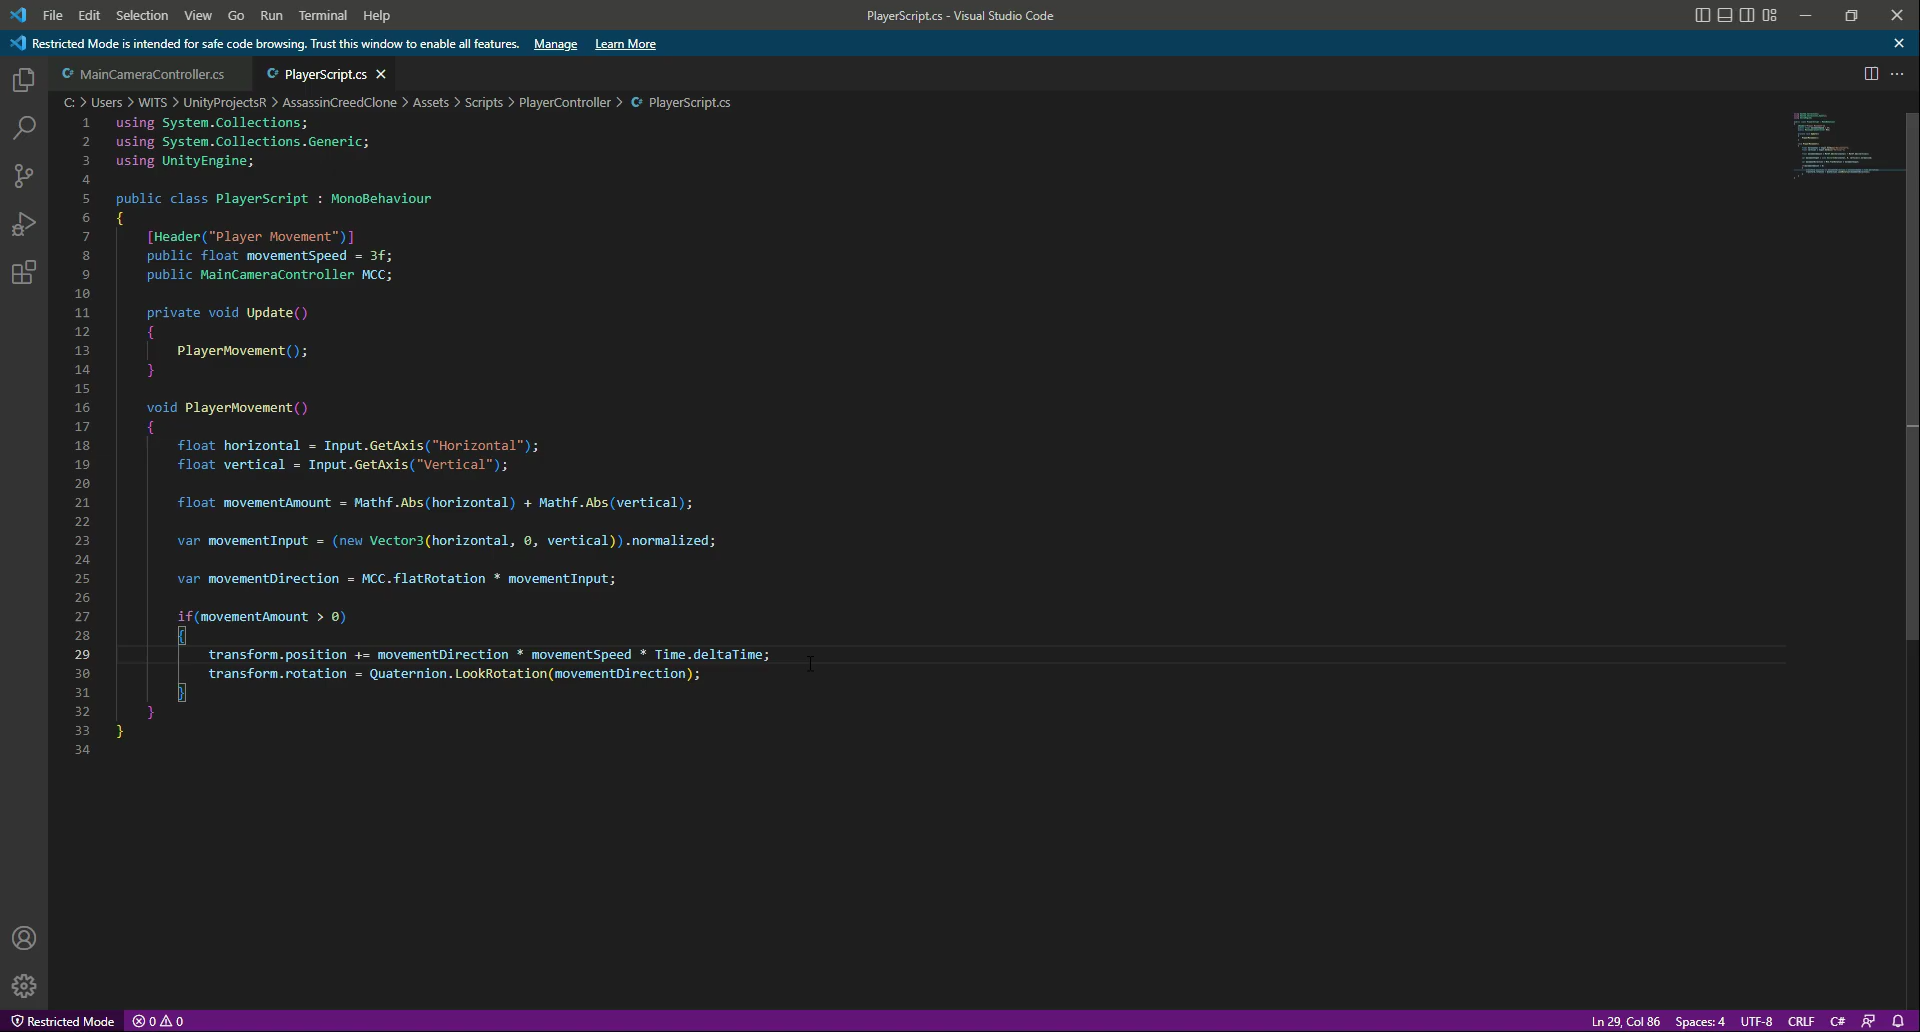 File Edit Selection View Go Run Terminal Help PlayerScript.cs - Visual Studio Code
Restricted Mode is intended for safe code browsing. Trust this window to enable all features. Manage Learn More
MainCameraController.cs PlayerScript.cs
C: > Users > WITS > UnityProjectsR > AssassinCreedClone > Assets > Scripts > PlayerController > PlayerScript.cs
1 using System.Collections;
2 using System.Collections.Generic;
3 using UnityEngine;
4
5 public class PlayerScript : MonoBehaviour
6 {
7 [Header("Player Movement")]
8 public float movementSpeed = 3f;
9 public MainCameraController MCC;
10
11 private void Update()
12 {
13 PlayerMovement();
14 }
15
16 void PlayerMovement()
17 {
18 float horizontal = Input.GetAxis("Horizontal");
19 float vertical = Input.GetAxis("Vertical");
20
21 float movementAmount = Mathf.Abs(horizontal) + Mathf.Abs(vertical);
22
23 var movementInput = (new Vector3(horizontal, 0, vertical)).normalized;
24
25 var movementDirection = MCC.flatRotation * movementInput;
26
27 if(movementAmount > 0)
28 {
29 transform.position += movementDirection * movementSpeed * Time.deltaTime;
30 transform.rotation = Quaternion.LookRotation(movementDirection);
31 }
32 }
33 }
34
Restricted Mode 0 0 Ln 29, Col 86 Spaces: 4 UTF-8 CRLF C#